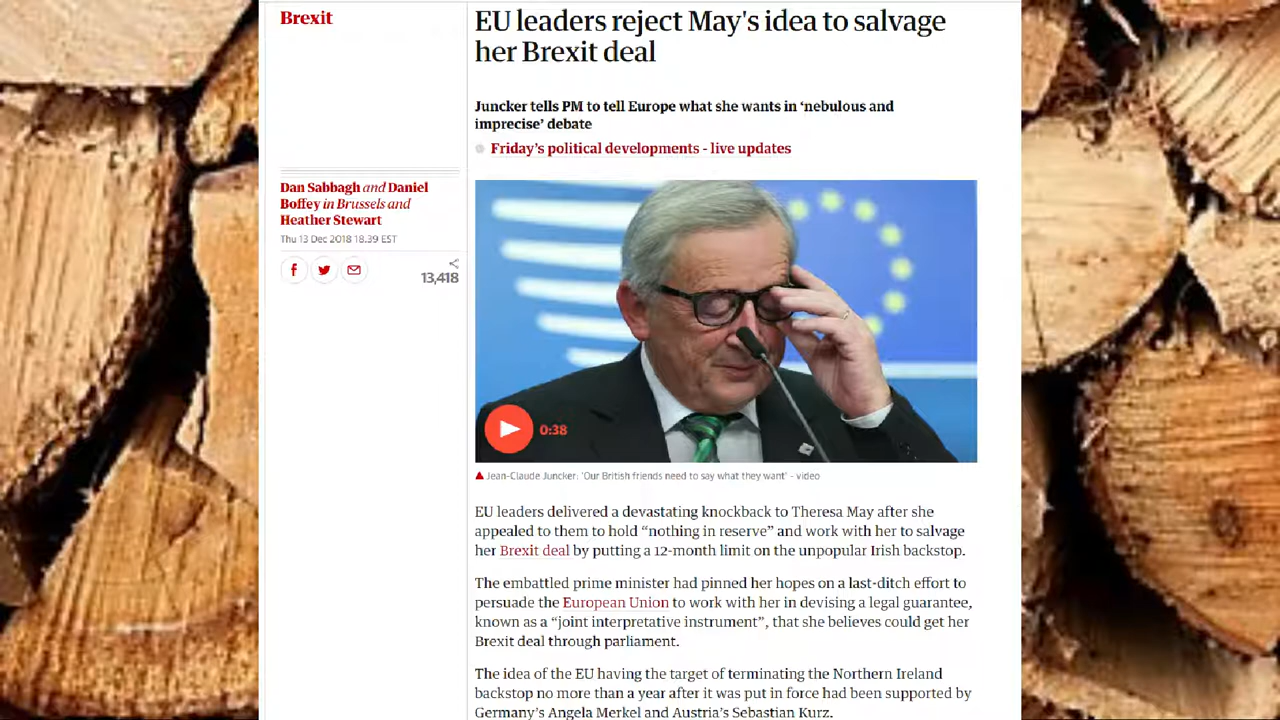 Brexit
EU leaders reject May's idea to salvage
her Brexit deal
Juncker tells PM to tell Europe what she wants in ‘nebulous and
imprecise’ debate
Friday’s political developments - live updates
Dan Sabbagh and Daniel
Boffey in Brussels and
Heather Stewart
Thu 13 Dec 2018 18.39 EST
13,418
0:38
Jean-Claude Juncker: 'Our British friends need to say what they want' - video
EU leaders delivered a devastating knockback to Theresa May after she
appealed to them to hold “nothing in reserve” and work with her to salvage
her Brexit deal by putting a 12-month limit on the unpopular Irish backstop.
The embattled prime minister had pinned her hopes on a last-ditch effort to
persuade the European Union to work with her in devising a legal guarantee,
known as a “joint interpretative instrument”, that she believes could get her
Brexit deal through parliament.
The idea of the EU having the target of terminating the Northern Ireland
backstop no more than a year after it was put in force had been supported by
Germany’s Angela Merkel and Austria’s Sebastian Kurz.